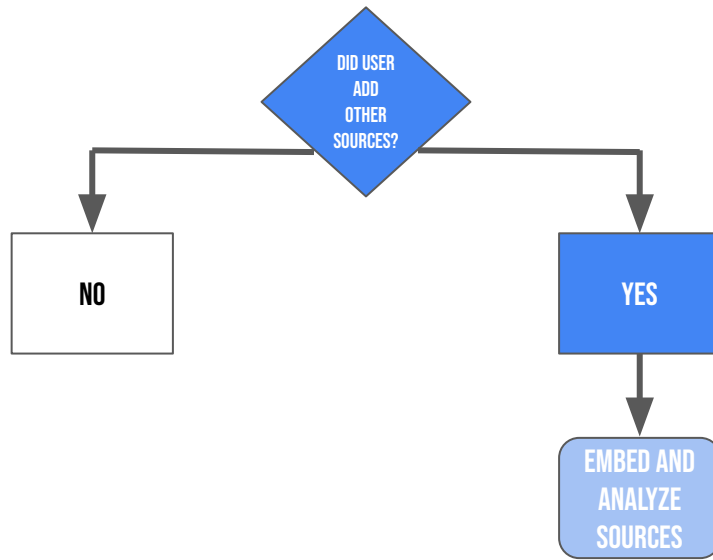 DID USER
ADD
OTHER
SOURCES?
NO
YES
EMBED AND
ANALYZE
SOURCES